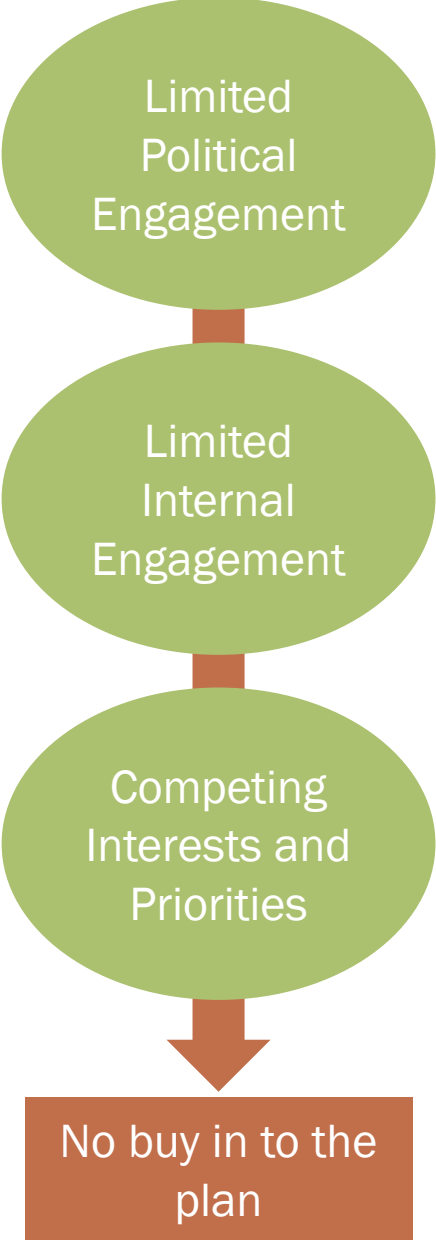 Limited
Political
Engagement
Limited
Internal
Engagement
Competing
Interests and
Priorities
No buy in to the
plan